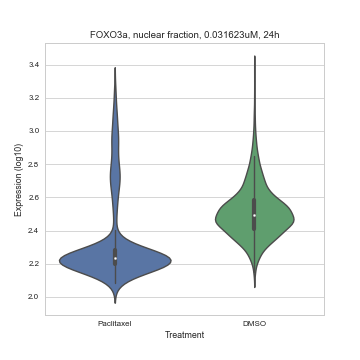 FOXO3a, nuclear fraction, 0.031623uM, 24h
3.4
3.2
3.0
2.8
2.6
2.4
2.2
2.0
Expression (log10)
Paclitaxel
DMSO
Treatment